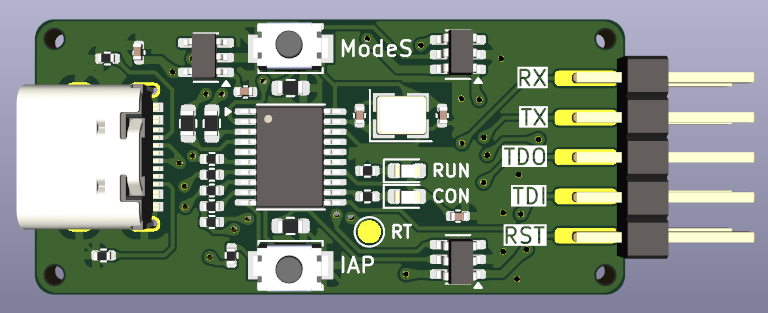 ModeS
RX
TX
TDO
RUN
CON
TDI
RT
RST
IAP